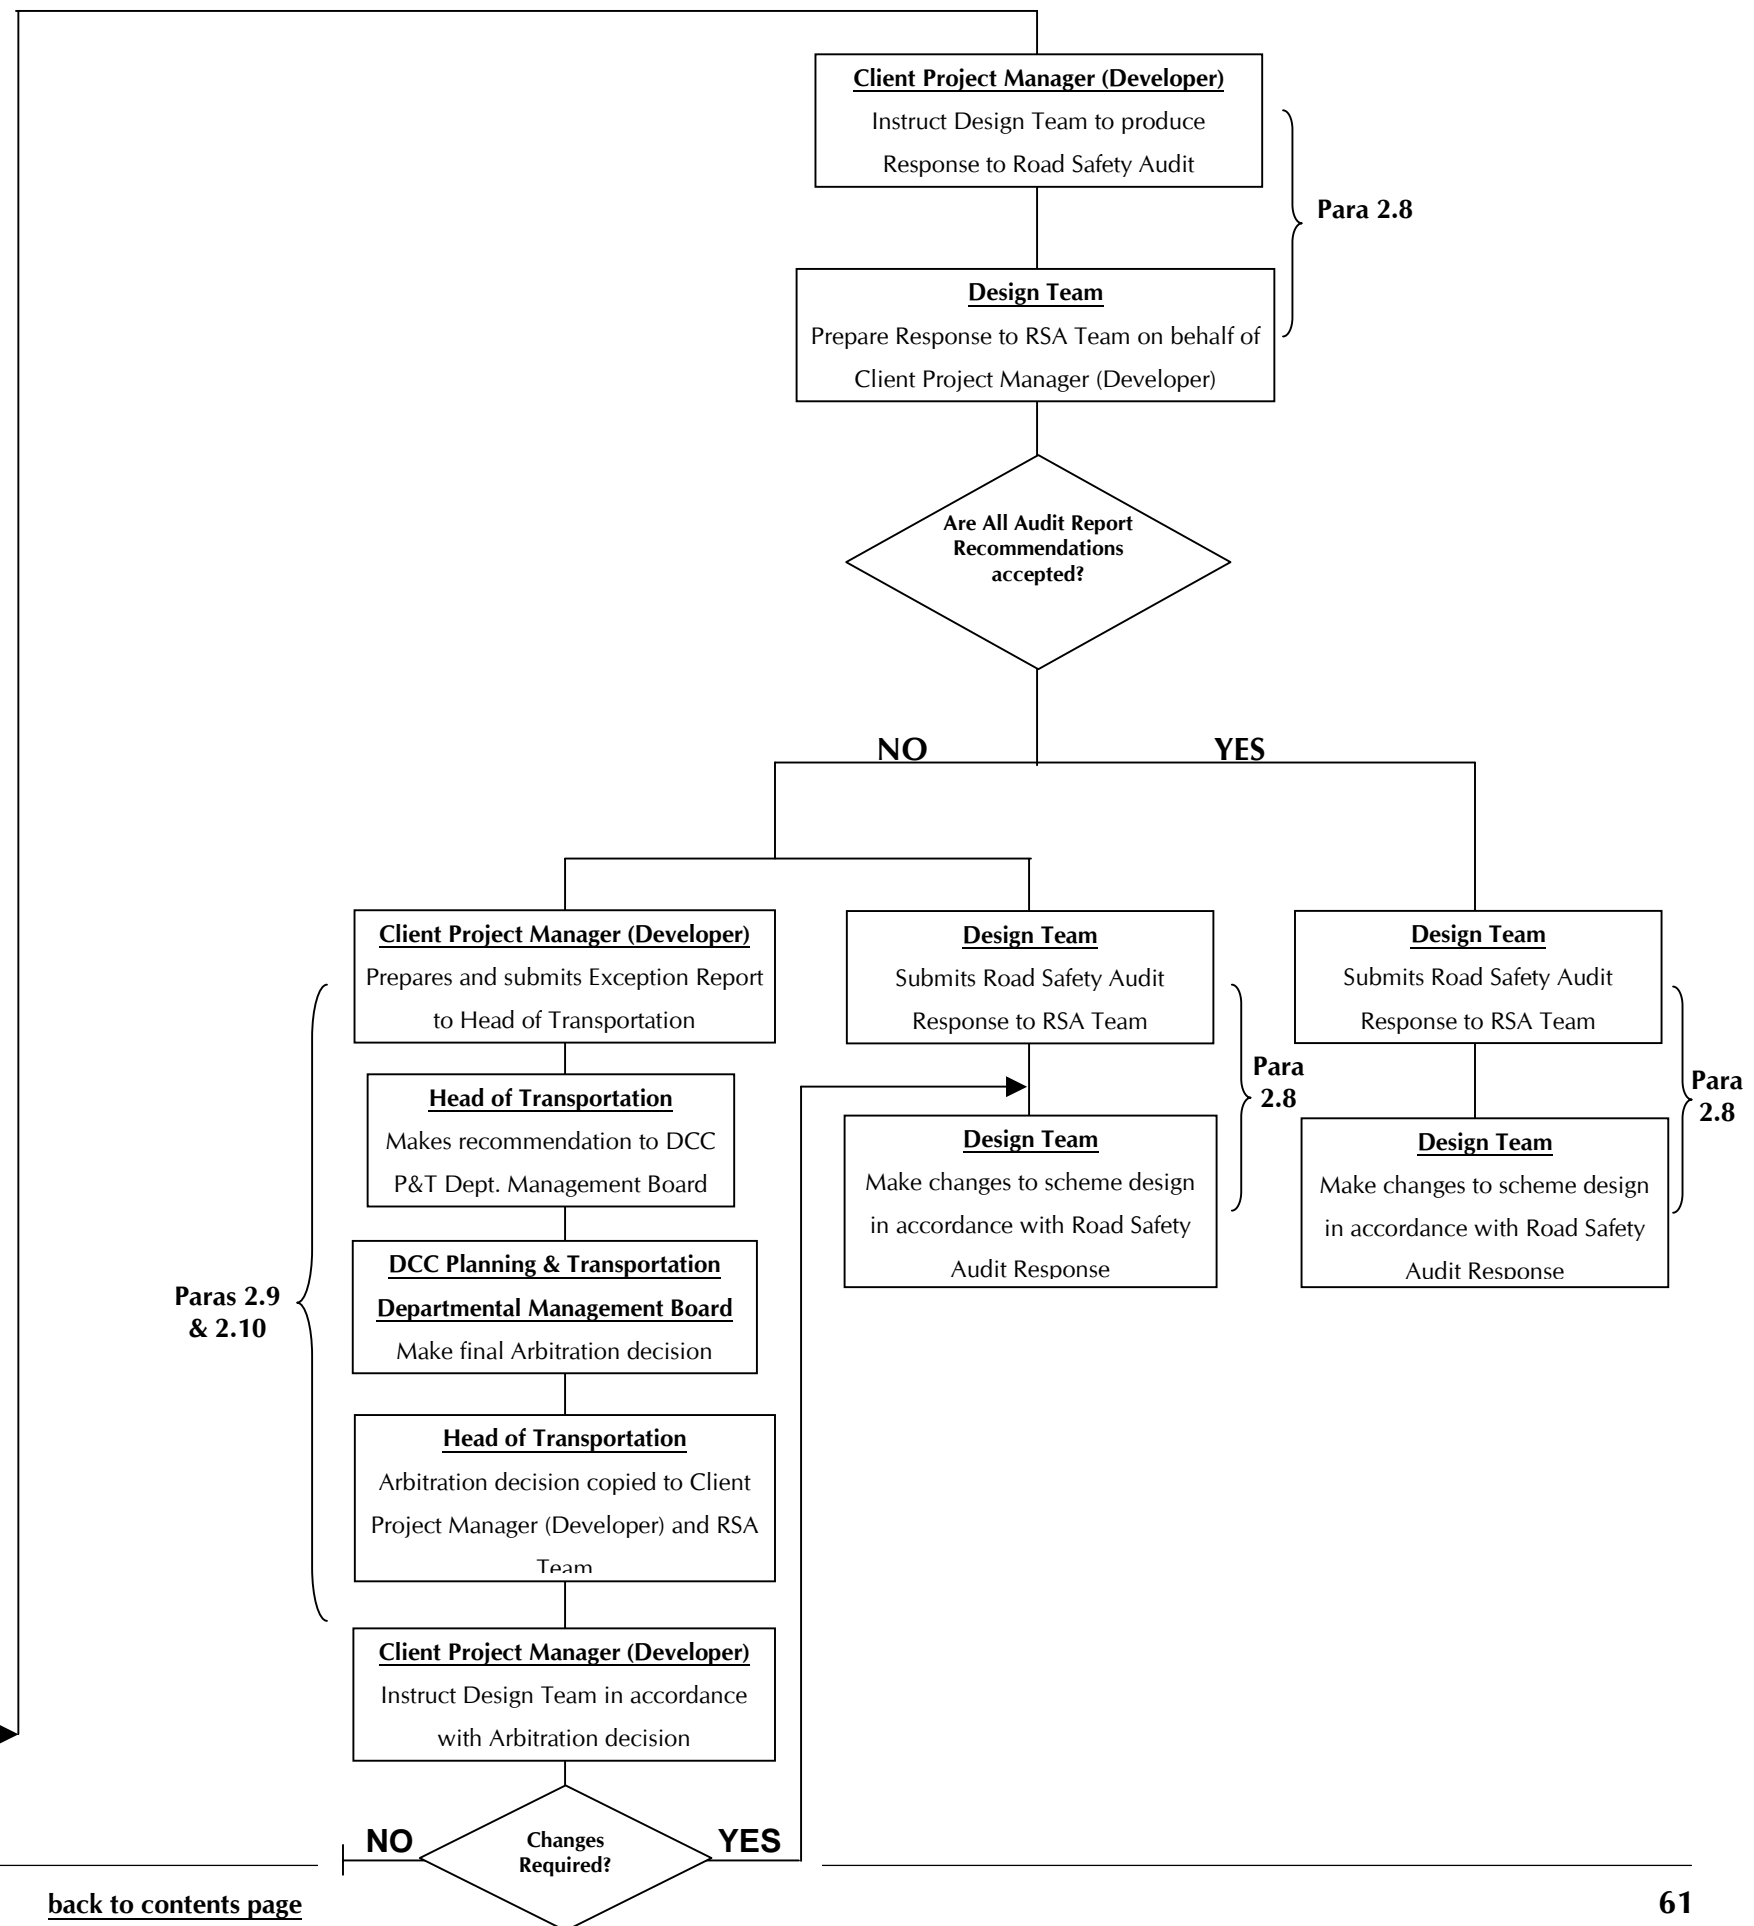 Client Project Manager (Developer)
Instruct Design Team to produce
Response to Road Safety Audit
Para 2.8
Design Team
Prepare Response to RSA Team on behalf of
Client Project Manager (Developer)
Are All Audit Report
Recommendations
accepted?
NO
YES
Client Project Manager (Developer)
Prepares and submits Exception Report
to Head of Transportation
Design Team
Submits Road Safety Audit
Response to RSA Team
Design Team
Submits Road Safety Audit
Response to RSA Team
Para
2.8
Para
2.8
Head of Transportation
Makes recommendation to DCC
P&T Dept. Management Board
Design Team
Make changes to scheme design
in accordance with Road Safety
Audit Response
Design Team
Make changes to scheme design
in accordance with Road Safety
Audit Response
DCC Planning & Transportation
Departmental Management Board
Make final Arbitration decision
Paras 2.9
& 2.10
Head of Transportation
Arbitration decision copied to Client
Project Manager (Developer) and RSA
Team
Client Project Manager (Developer)
Instruct Design Team in accordance
with Arbitration decision
NO
Changes
Required?
YES
back to contents page
61